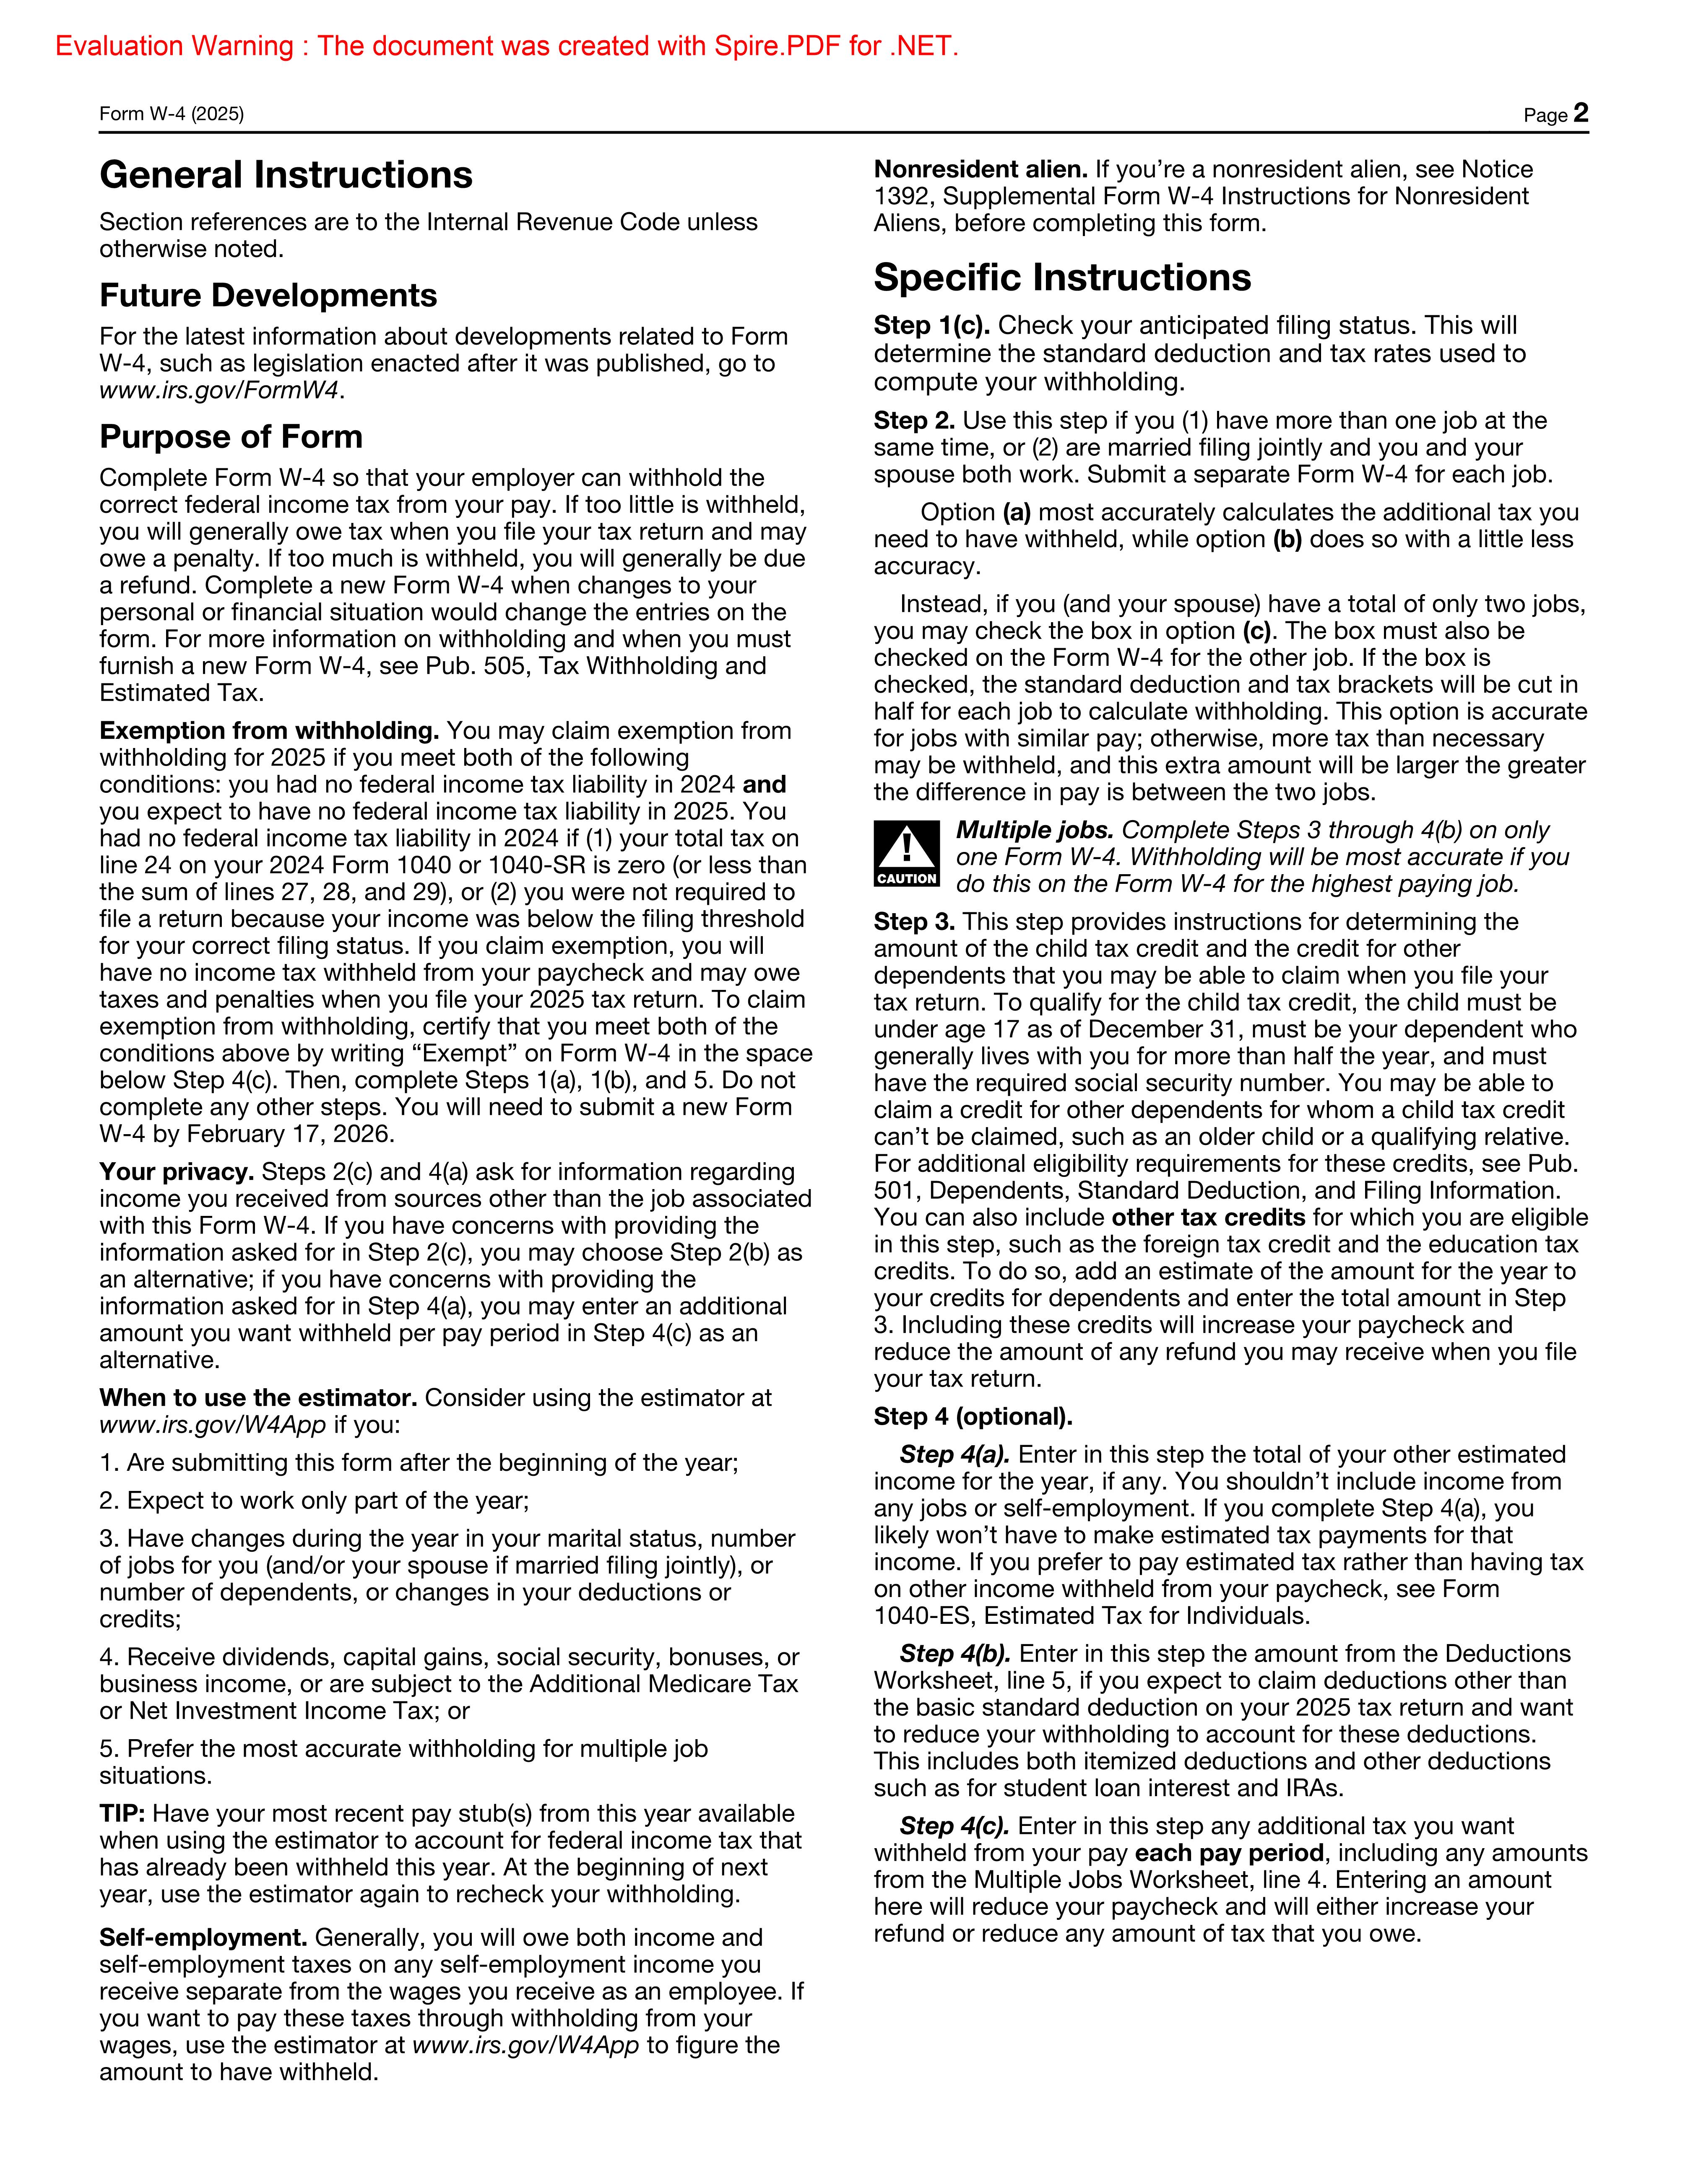 Evaluation Warning : The document was created with Spire.PDF for .NET.
Form W-4 (2025)
Page 2
General Instructions
Section references are to the Internal Revenue Code unless
otherwise noted.
Future Developments
For the latest information about developments related to Form
W-4, such as legislation enacted after it was published, go to
www.irs.gov/FormW4.
Purpose of Form
Complete Form W-4 so that your employer can withhold the
correct federal income tax from your pay. If too little is withheld,
you will generally owe tax when you file your tax return and may
owe a penalty. If too much is withheld, you will generally be due
a refund. Complete a new Form W-4 when changes to your
personal or financial situation would change the entries on the
form. For more information on withholding and when you must
furnish a new Form W-4, see Pub. 505, Tax Withholding and
Estimated Tax.
Exemption from withholding. You may claim exemption from
withholding for 2025 if you meet both of the following
conditions: you had no federal income tax liability in 2024 and
you expect to have no federal income tax liability in 2025. You
had no federal income tax liability in 2024 if (1) your total tax on
line 24 on your 2024 Form 1040 or 1040-SR is zero (or less than
the sum of lines 27, 28, and 29), or (2) you were not required to
file a return because your income was below the filing threshold
for your correct filing status. If you claim exemption, you will
have no income tax withheld from your paycheck and may owe
taxes and penalties when you file your 2025 tax return. To claim
exemption from withholding, certify that you meet both of the
conditions above by writing “Exempt” on Form W-4 in the space
below Step 4(c). Then, complete Steps 1(a), 1(b), and 5. Do not
complete any other steps. You will need to submit a new Form
W-4 by February 17, 2026.
Your privacy. Steps 2(c) and 4(a) ask for information regarding
income you received from sources other than the job associated
with this Form W-4. If you have concerns with providing the
information asked for in Step 2(c), you may choose Step 2(b) as
an alternative; if you have concerns with providing the
information asked for in Step 4(a), you may enter an additional
amount you want withheld per pay period in Step 4(c) as an
alternative.
When to use the estimator. Consider using the estimator at
www.irs.gov/W4App if you:
1. Are submitting this form after the beginning of the year;
2. Expect to work only part of the year;
3. Have changes during the year in your marital status, number
of jobs for you (and/or your spouse if married filing jointly), or
number of dependents, or changes in your deductions or
credits;
4. Receive dividends, capital gains, social security, bonuses, or
business income, or are subject to the Additional Medicare Tax
or Net Investment Income Tax; or
5. Prefer the most accurate withholding for multiple job
situations.
TIP: Have your most recent pay stub(s) from this year available
when using the estimator to account for federal income tax that
has already been withheld this year. At the beginning of next
year, use the estimator again to recheck your withholding.
Self-employment. Generally, you will owe both income and
self-employment taxes on any self-employment income you
receive separate from the wages you receive as an employee. If
you want to pay these taxes through withholding from your
wages, use the estimator at www.irs.gov/W4App to figure the
amount to have withheld.
Nonresident alien. If you’re a nonresident alien, see Notice
1392, Supplemental Form W-4 Instructions for Nonresident
Aliens, before completing this form.
Specific Instructions
Step 1(c). Check your anticipated filing status. This will
determine the standard deduction and tax rates used to
compute your withholding.
Step 2. Use this step if you (1) have more than one job at the
same time, or (2) are married filing jointly and you and your
spouse both work. Submit a separate Form W-4 for each job.
Option (a) most accurately calculates the additional tax you
need to have withheld, while option (b) does so with a little less
accuracy.
Instead, if you (and your spouse) have a total of only two jobs,
you may check the box in option (c). The box must also be
checked on the Form W-4 for the other job. If the box is
checked, the standard deduction and tax brackets will be cut in
half for each job to calculate withholding. This option is accurate
for jobs with similar pay; otherwise, more tax than necessary
may be withheld, and this extra amount will be larger the greater
the difference in pay is between the two jobs.
CAUTION
Multiple jobs. Complete Steps 3 through 4(b) on only
one Form W-4. Withholding will be most accurate if you
do this on the Form W-4 for the highest paying job.
Step 3. This step provides instructions for determining the
amount of the child tax credit and the credit for other
dependents that you may be able to claim when you file your
tax return. To qualify for the child tax credit, the child must be
under age 17 as of December 31, must be your dependent who
generally lives with you for more than half the year, and must
have the required social security number. You may be able to
claim a credit for other dependents for whom a child tax credit
can’t be claimed, such as an older child or a qualifying relative.
For additional eligibility requirements for these credits, see Pub.
501, Dependents, Standard Deduction, and Filing Information.
You can also include other tax credits for which you are eligible
in this step, such as the foreign tax credit and the education tax
credits. To do so, add an estimate of the amount for the year to
your credits for dependents and enter the total amount in Step
3. Including these credits will increase your paycheck and
reduce the amount of any refund you may receive when you file
your tax return.
Step 4 (optional).
Step 4(a). Enter in this step the total of your other estimated
income for the year, if any. You shouldn’t include income from
any jobs or self-employment. If you complete Step 4(a), you
likely won’t have to make estimated tax payments for that
income. If you prefer to pay estimated tax rather than having tax
on other income withheld from your paycheck, see Form
1040-ES, Estimated Tax for Individuals.
Step 4(b). Enter in this step the amount from the Deductions
Worksheet, line 5, if you expect to claim deductions other than
the basic standard deduction on your 2025 tax return and want
to reduce your withholding to account for these deductions.
This includes both itemized deductions and other deductions
such as for student loan interest and IRAs.
Step 4(c). Enter in this step any additional tax you want
withheld from your pay each pay period, including any amounts
from the Multiple Jobs Worksheet, line 4. Entering an amount
here will reduce your paycheck and will either increase your
refund or reduce any amount of tax that you owe.